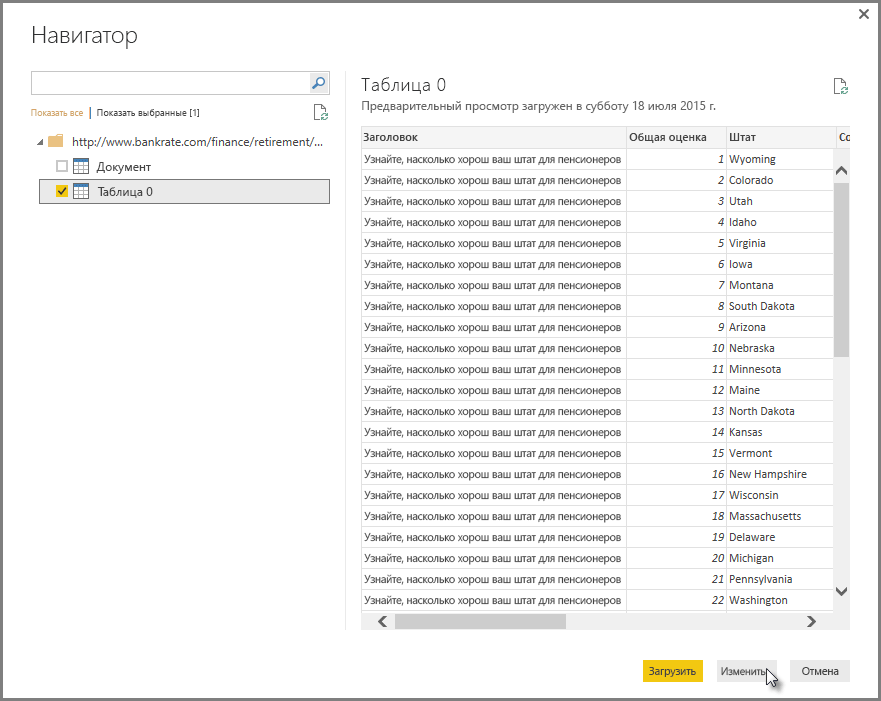 Навигатор
Показать все | Показать выбранные [1]
http://www.bankrate.com/finance/retirement/...
Документ
Таблица 0
Таблица 0
Предварительный просмотр загружен в субботу 18 июля 2015 г.
Заголовок Общая оценка Штат Co
Узнайте, насколько хорош ваш штат для пенсионеров 1 Wyoming
Узнайте, насколько хорош ваш штат для пенсионеров 2 Colorado
Узнайте, насколько хорош ваш штат для пенсионеров 3 Utah
Узнайте, насколько хорош ваш штат для пенсионеров 4 Idaho
Узнайте, насколько хорош ваш штат для пенсионеров 5 Virginia
Узнайте, насколько хорош ваш штат для пенсионеров 6 Iowa
Узнайте, насколько хорош ваш штат для пенсионеров 7 Montana
Узнайте, насколько хорош ваш штат для пенсионеров 8 South Dakota
Узнайте, насколько хорош ваш штат для пенсионеров 9 Arizona
Узнайте, насколько хорош ваш штат для пенсионеров 10 Nebraska
Узнайте, насколько хорош ваш штат для пенсионеров 11 Minnesota
Узнайте, насколько хорош ваш штат для пенсионеров 12 Maine
Узнайте, насколько хорош ваш штат для пенсионеров 13 North Dakota
Узнайте, насколько хорош ваш штат для пенсионеров 14 Kansas
Узнайте, насколько хорош ваш штат для пенсионеров 15 Vermont
Узнайте, насколько хорош ваш штат для пенсионеров 16 New Hampshire
Узнайте, насколько хорош ваш штат для пенсионеров 17 Wisconsin
Узнайте, насколько хорош ваш штат для пенсионеров 18 Massachusetts
Узнайте, насколько хорош ваш штат для пенсионеров 19 Delaware
Узнайте, насколько хорош ваш штат для пенсионеров 20 Michigan
Узнайте, насколько хорош ваш штат для пенсионеров 21 Pennsylvania
Узнайте, насколько хорош ваш штат для пенсионеров 22 Washington
Загрузить Изменить Отмена